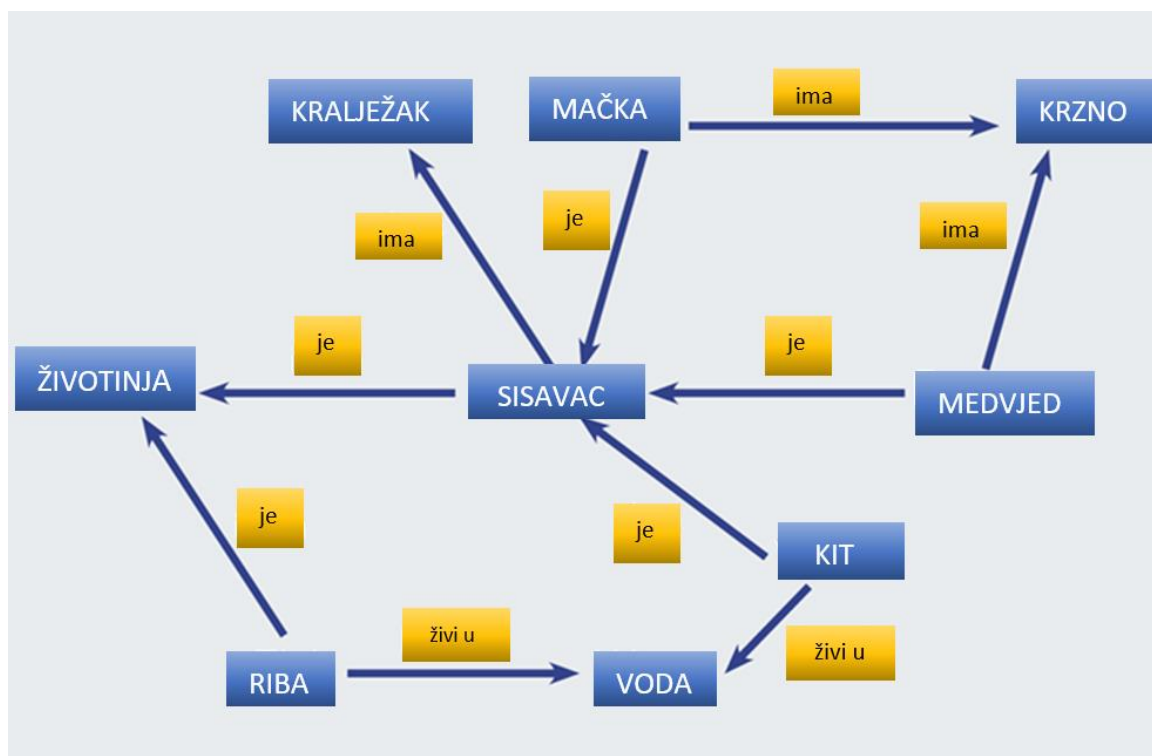 KRALJEŽAK
MAČKA
ima
KRZNO
ima
je
ima
ŽIVOTINJA
je
SISAVAC
je
MEDVJED
je
je
KIT
RIBA
živi u
VODA
živi u